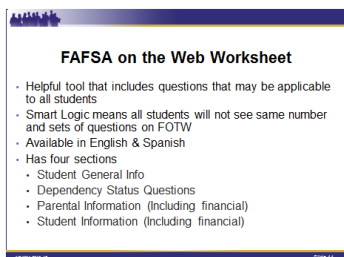 FAFSA on the Web Worksheet
• Helpful tool that includes questions that may be applicable
to all students
• Smart Logic means all students will not see same number
and sets of questions on FOTW
• Available in English & Spanish
• Has four sections
• Student General Info
• Dependency Status Questions
• Parental Information (Including financial)
• Student Information (Including financial)